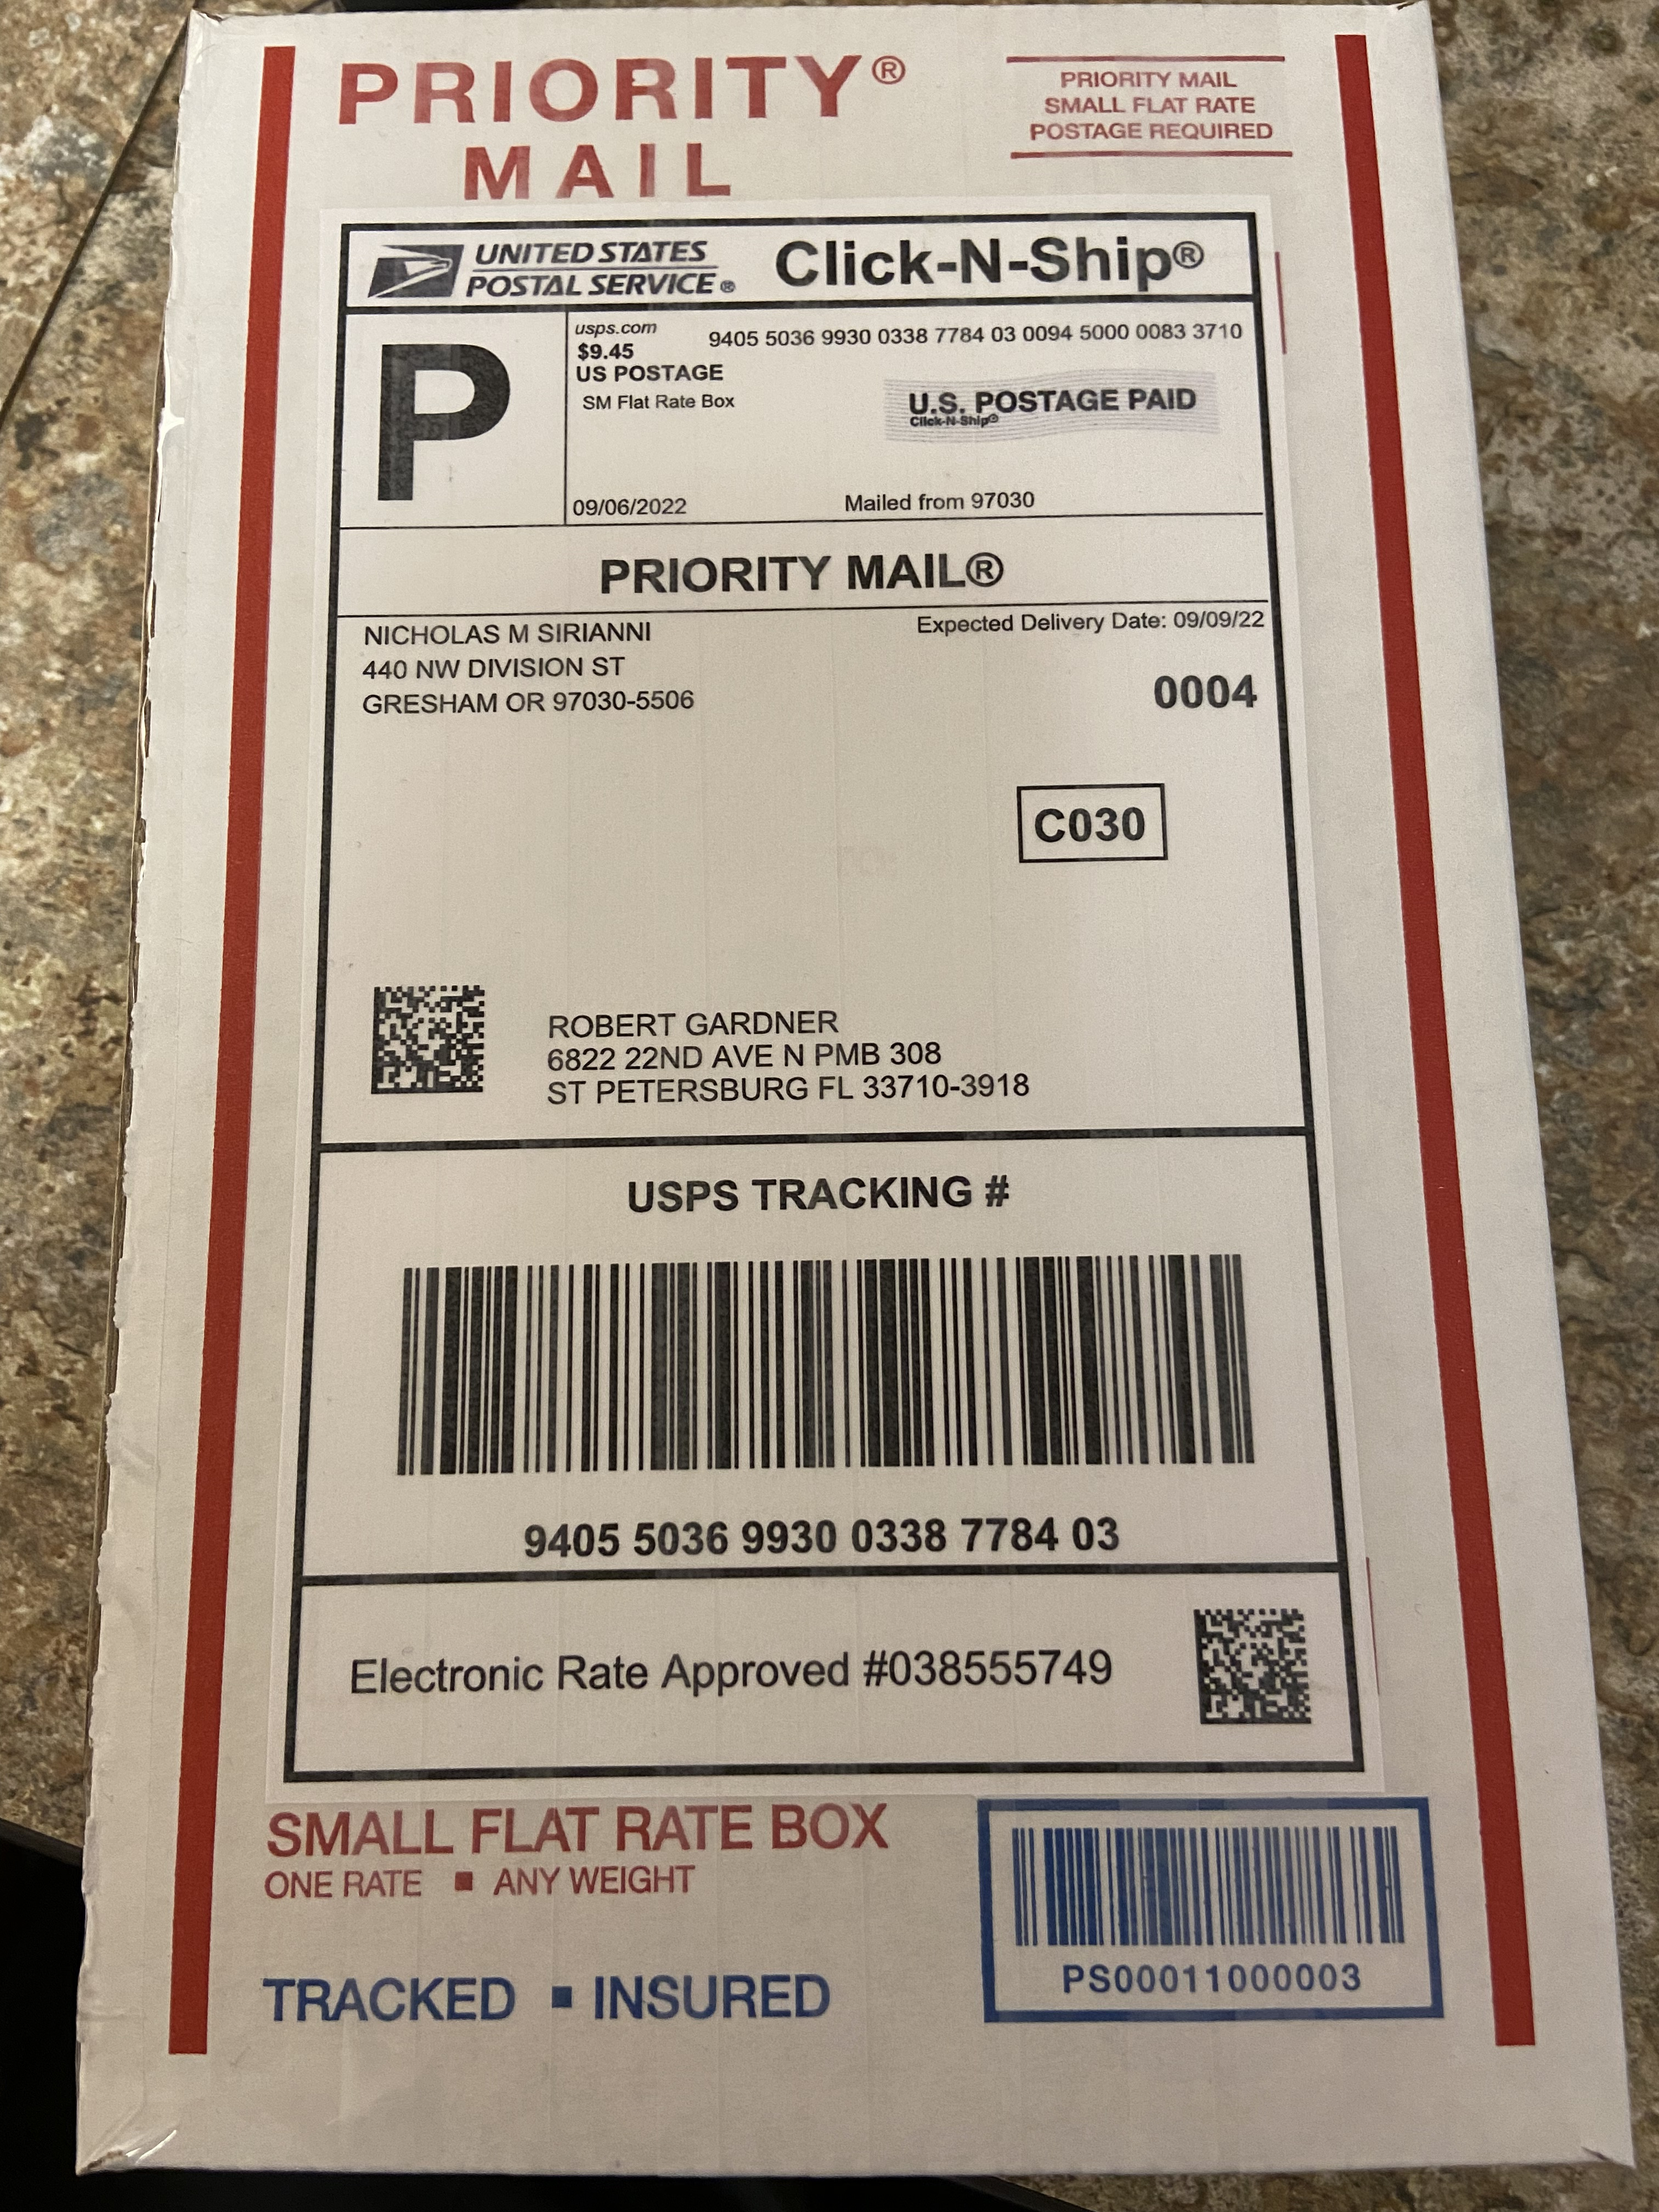 PRIORITY®
MAIL
PRIORITY MAIL
SMALL FLAT RATE
POSTAGE REQUIRED
UNITED STATES
POSTAL SERVICE®
Click-N-Ship®
P
usps.com
$9.45
US POSTAGE
SM Flat Rate Box
9405 5036 9930 0338 7784 03 0094 5000 0083 3710
U.S. POSTAGE PAID
Click-N-Ship®
09/06/2022
Mailed from 97030
PRIORITY MAIL®
NICHOLAS M SIRIANNI
440 NW DIVISION ST
GRESHAM OR 97030-5506
Expected Delivery Date: 09/09/22
0004
C030
ROBERT GARDNER
6822 22ND AVE N PMB 308
ST PETERSBURG FL 33710-3918
USPS TRACKING #
9405 5036 9930 0338 7784 03
Electronic Rate Approved #038555749
SMALL FLAT RATE BOX
ONE RATE ■ ANY WEIGHT
TRACKED ■ INSURED
PS00011000003